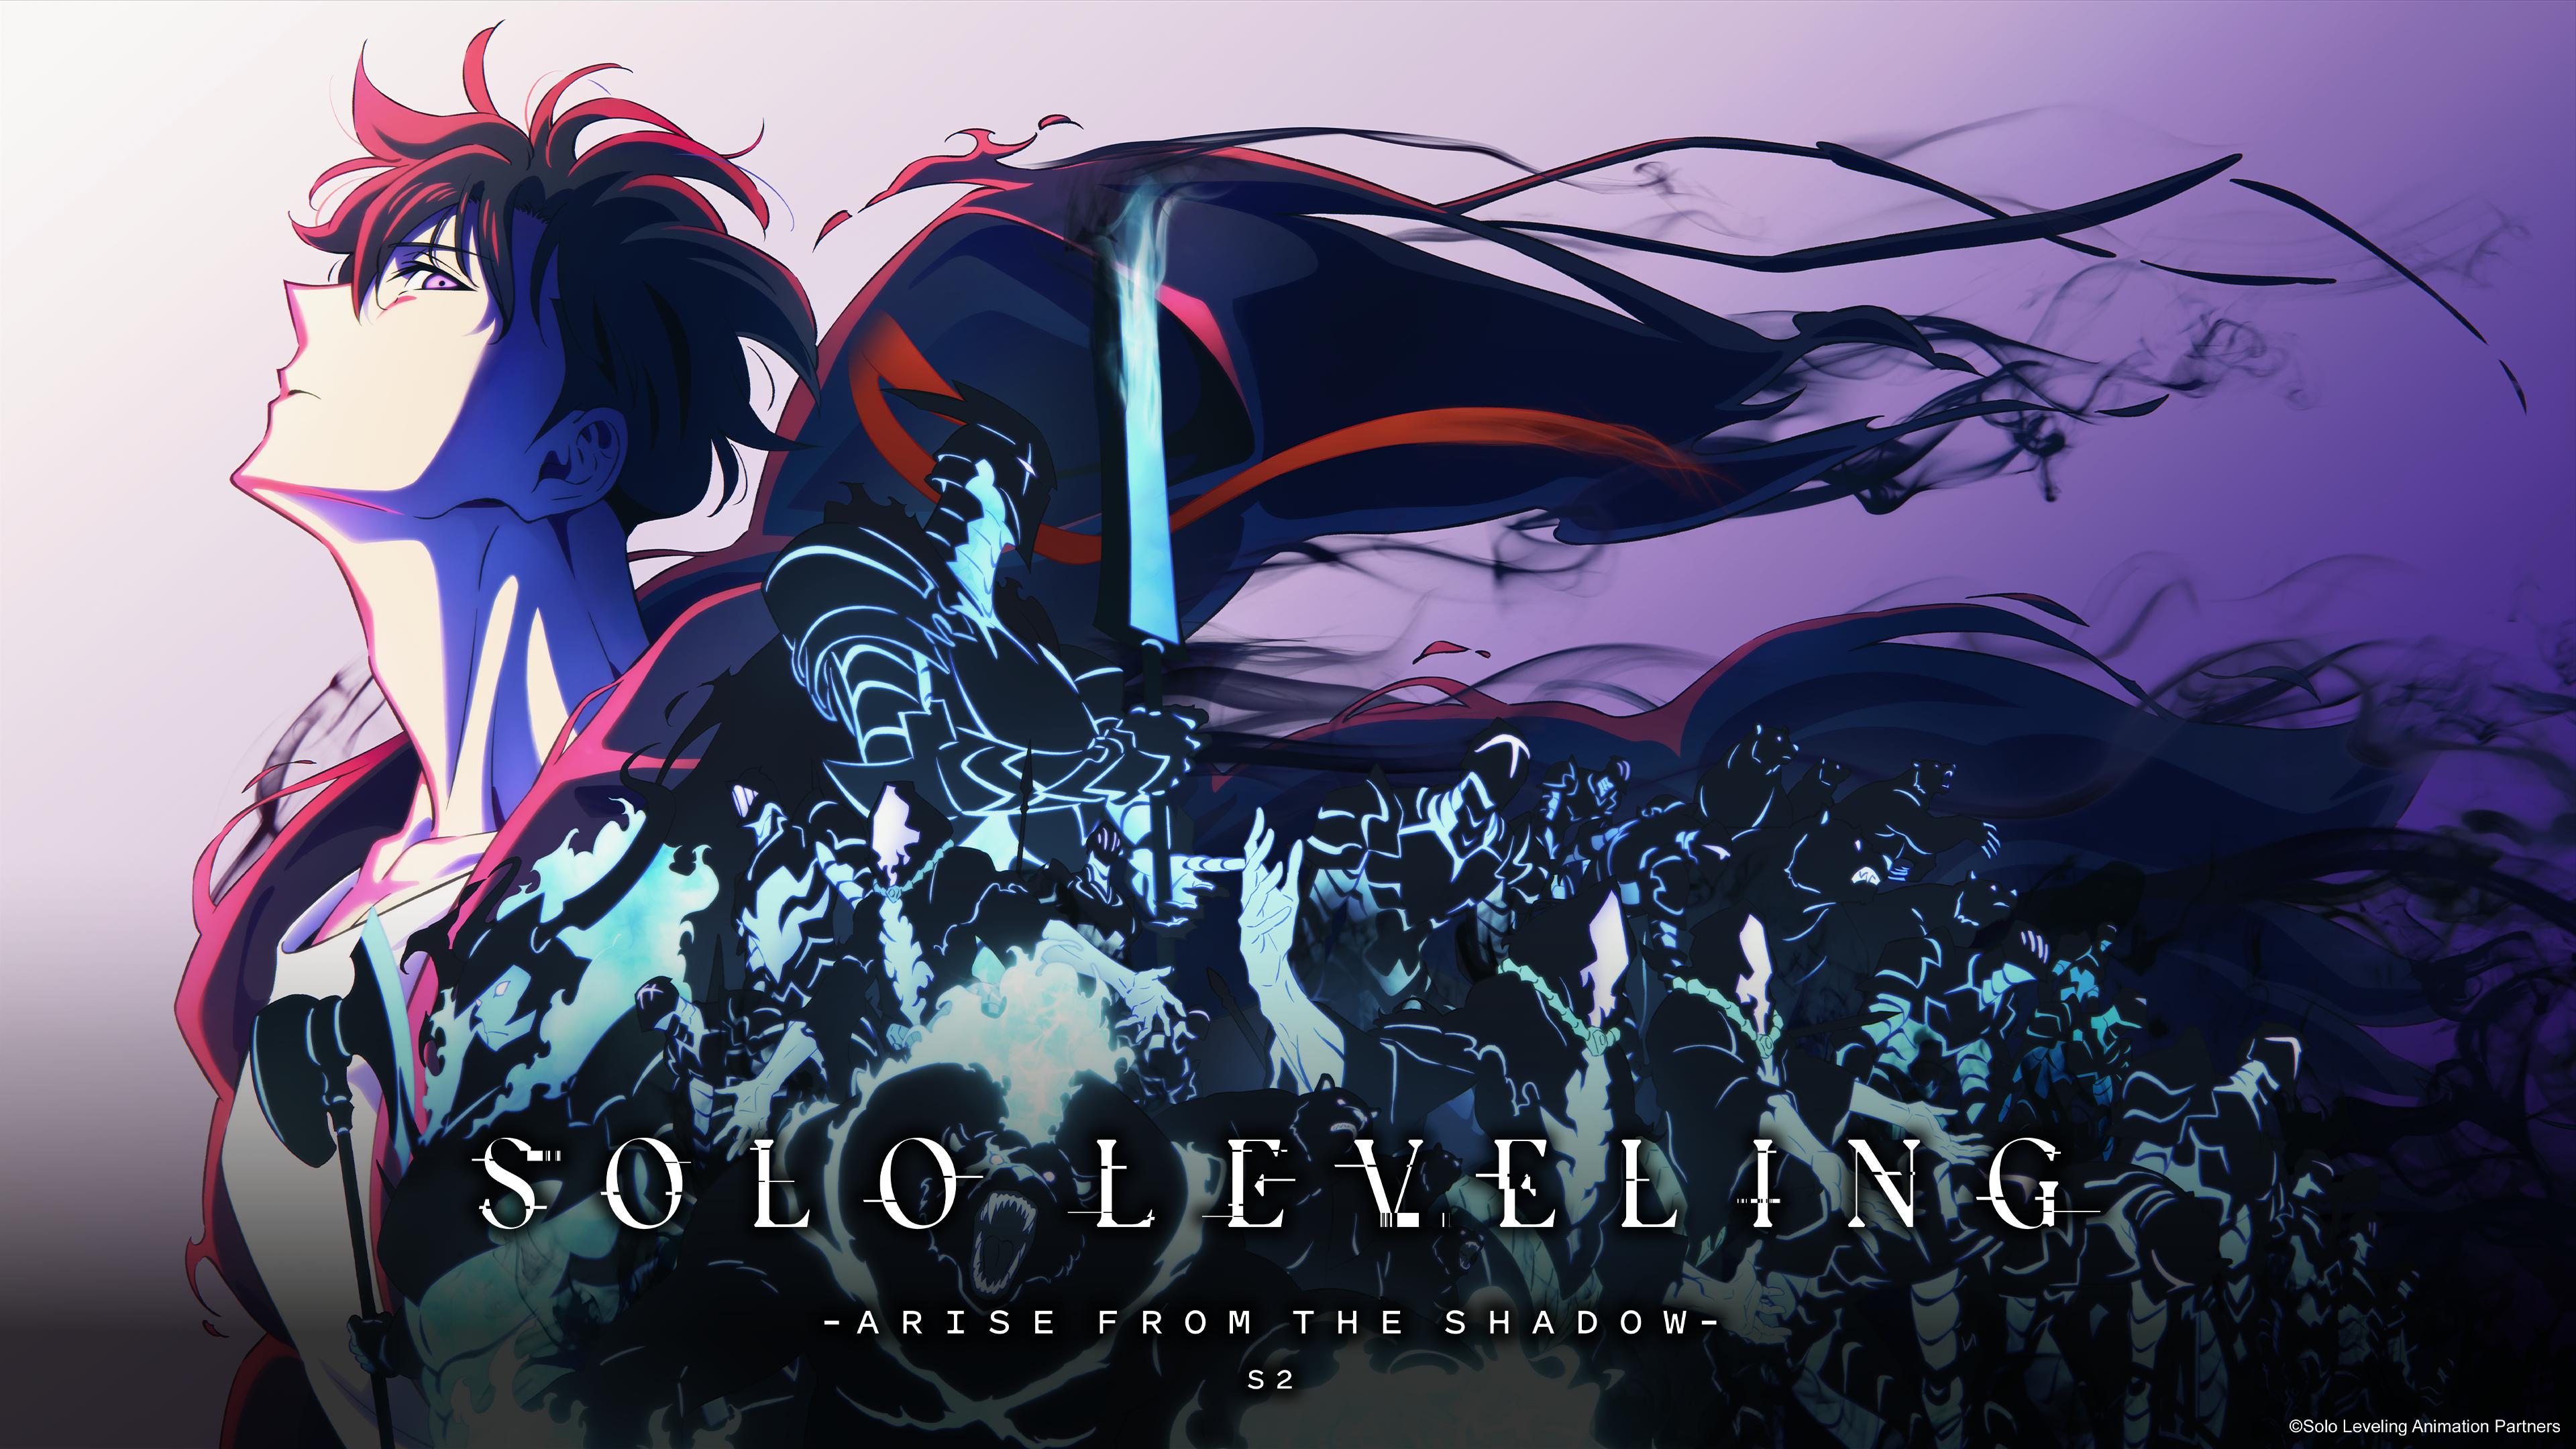 SOLO LEVELING
-ARISE FROM THE SHADOW-
S2
©Solo Leveling Animation Partners